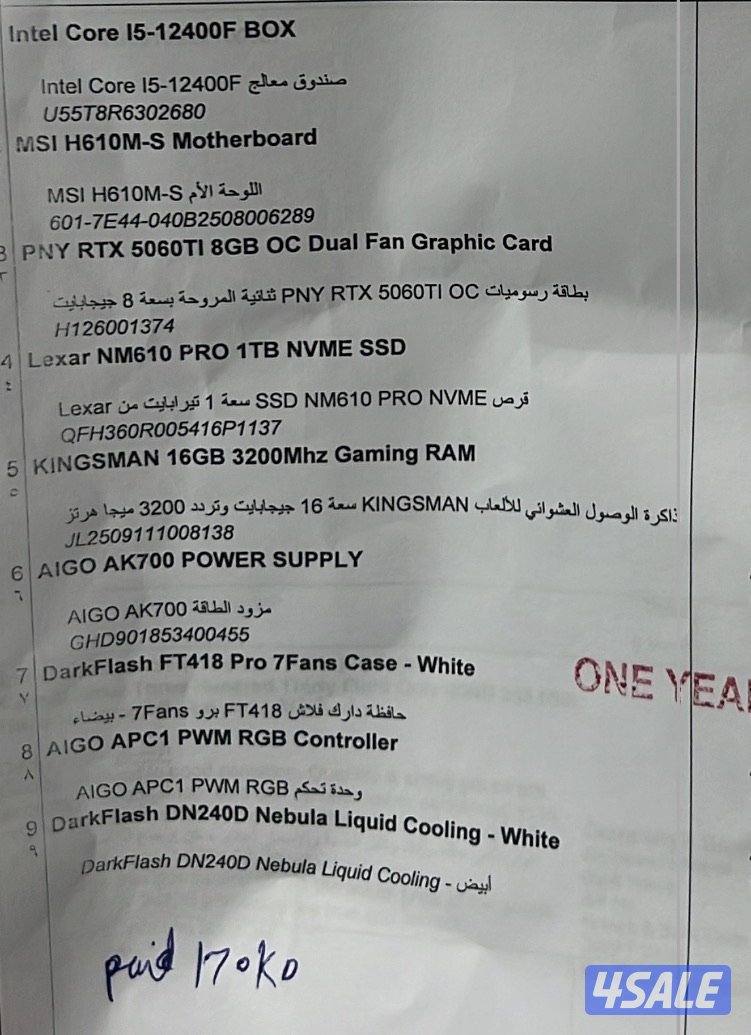 Intel Core I5-12400F BOX
Intel Core I5-12400F صندوق معالج
U55T8R6302680
MSI H610M-S Motherboard
MSI H610M-S اللوحة الأم
601-7E44-040B2508006289
3 PNY RTX 5060TI 8GB OC Dual Fan Graphic Card
٣
بطاقة رسوميات PNY RTX 5060TI OC ثنائية المروحة بسعة 8 جيجابايت
H126001374
4 Lexar NM610 PRO 1TB NVME SSD
٤
قرص SSD NM610 PRO NVME سعة 1 تيرابايت من Lexar
QFH360R005416P1137
5 KINGSMAN 16GB 3200Mhz Gaming RAM
٥
ذاكرة الوصول العشوائي للألعاب KINGSMAN سعة 16 جيجابايت وتردد 3200 ميجا هرتز
JL2509111008138
6 AIGO AK700 POWER SUPPLY
٦
AIGO AK700 مزود الطاقة
GHD901853400455
7 DarkFlash FT418 Pro 7Fans Case - White
٧
حافظة دارك فلاش FT418 برو 7Fans - بيضاء
ONE YEA
8 AIGO APC1 PWM RGB Controller
٨
AIGO APC1 PWM RGB وحدة تحكم
9 DarkFlash DN240D Nebula Liquid Cooling - White
٩
DarkFlash DN240D Nebula Liquid Cooling - أبيض
paid 170KD
4SALE